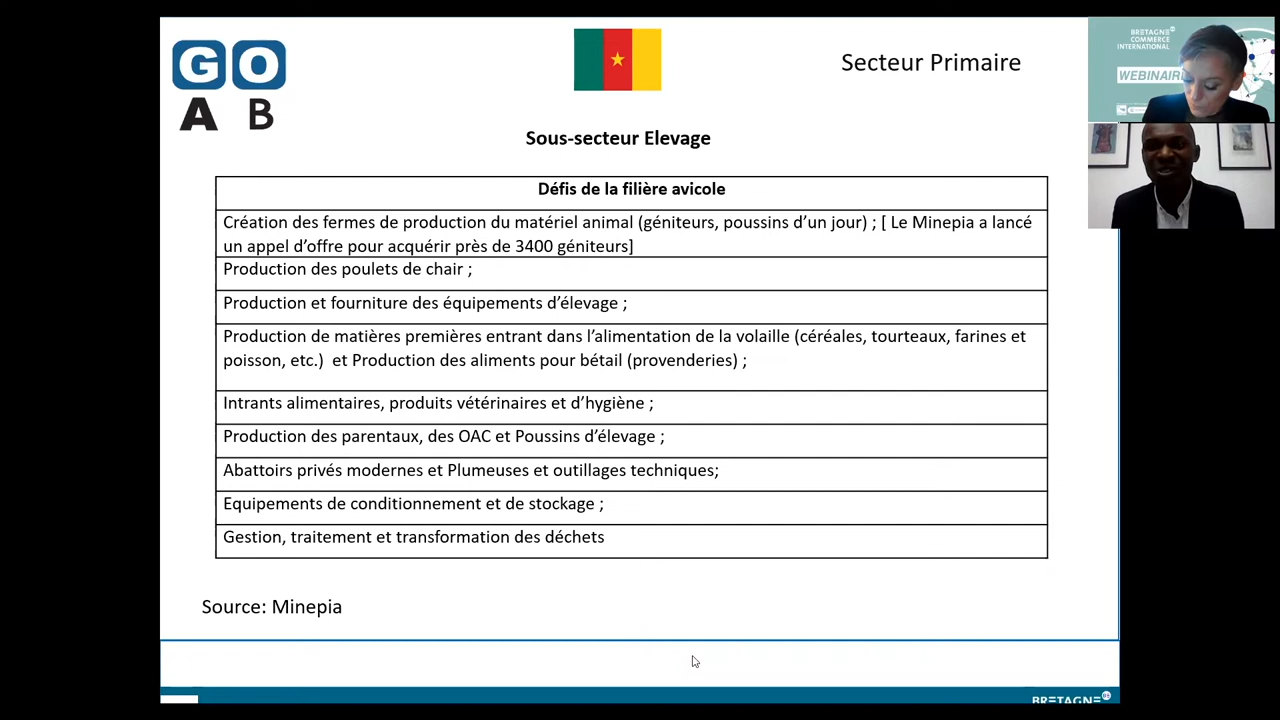 GO
A B
Secteur Primaire
BRETAGNE
COMMERCE
INTERNATIONAL
WEBINAIRE
Sous-secteur Elevage
Défis de la filière avicole
Création des fermes de production du matériel animal (géniteurs, poussins d’un jour) ; [ Le Minepia a lancé
un appel d’offre pour acquérir près de 3400 géniteurs]
Production des poulets de chair ;
Production et fourniture des équipements d’élevage ;
Production de matières premières entrant dans l’alimentation de la volaille (céréales, tourteaux, farines et
poisson, etc.) et Production des aliments pour bétail (provenderies) ;
Intrants alimentaires, produits vétérinaires et d’hygiène ;
Production des parentaux, des OAC et Poussins d’élevage ;
Abattoirs privés modernes et Plumeuses et outillages techniques;
Equipements de conditionnement et de stockage ;
Gestion, traitement et transformation des déchets
Source: Minepia
BRETAGNE